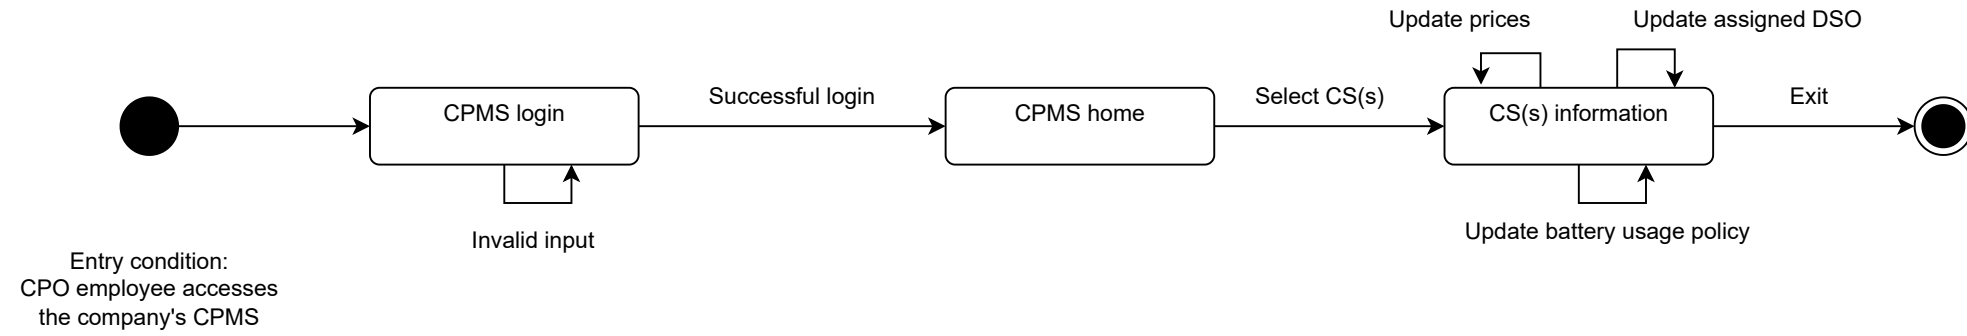 Update prices
Update assigned DSO
CPMS login
Successful login
CPMS home
Select CS(s)
CS(s) information
Exit
Invalid input
Update battery usage policy
Entry condition:
CPO employee accesses
the company's CPMS